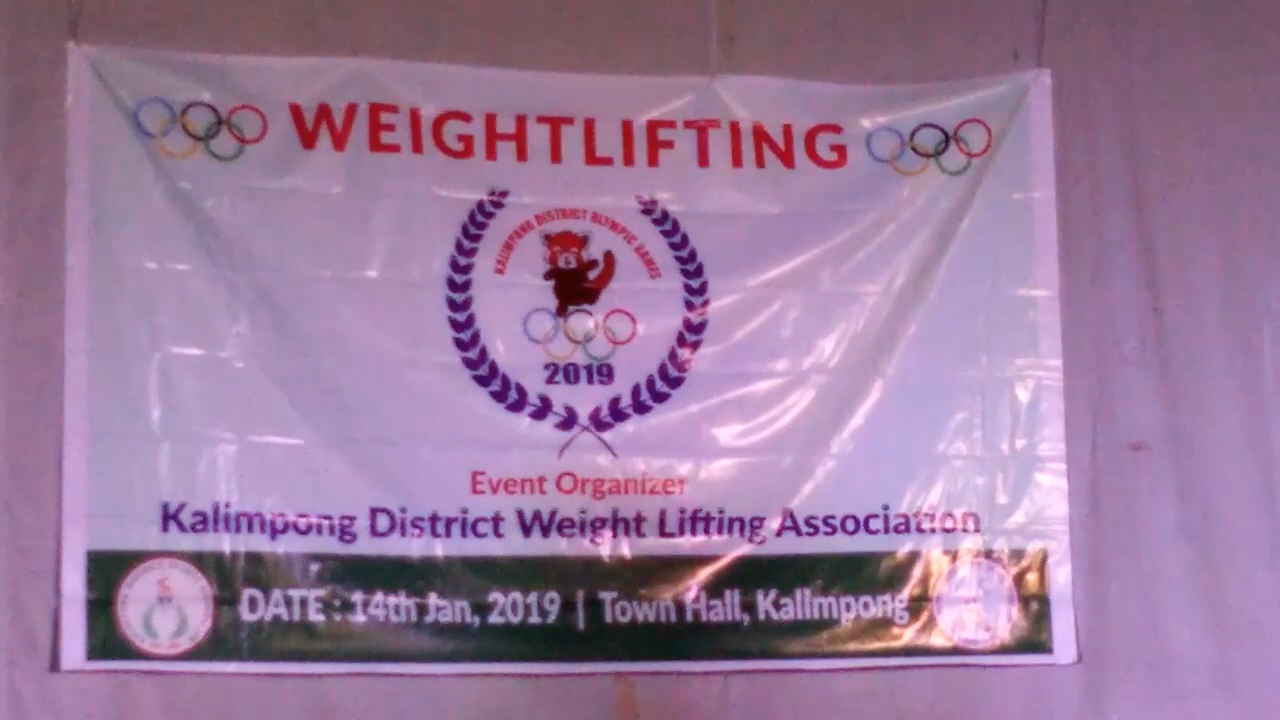 WEIGHTLIFTING
KALIMPONG DISTRICT OLYMPIC GAMES
2019
Event Organizer
Kalimpong District Weight Lifting Association
DATE : 14th Jan, 2019 | Town Hall, Kalimpong